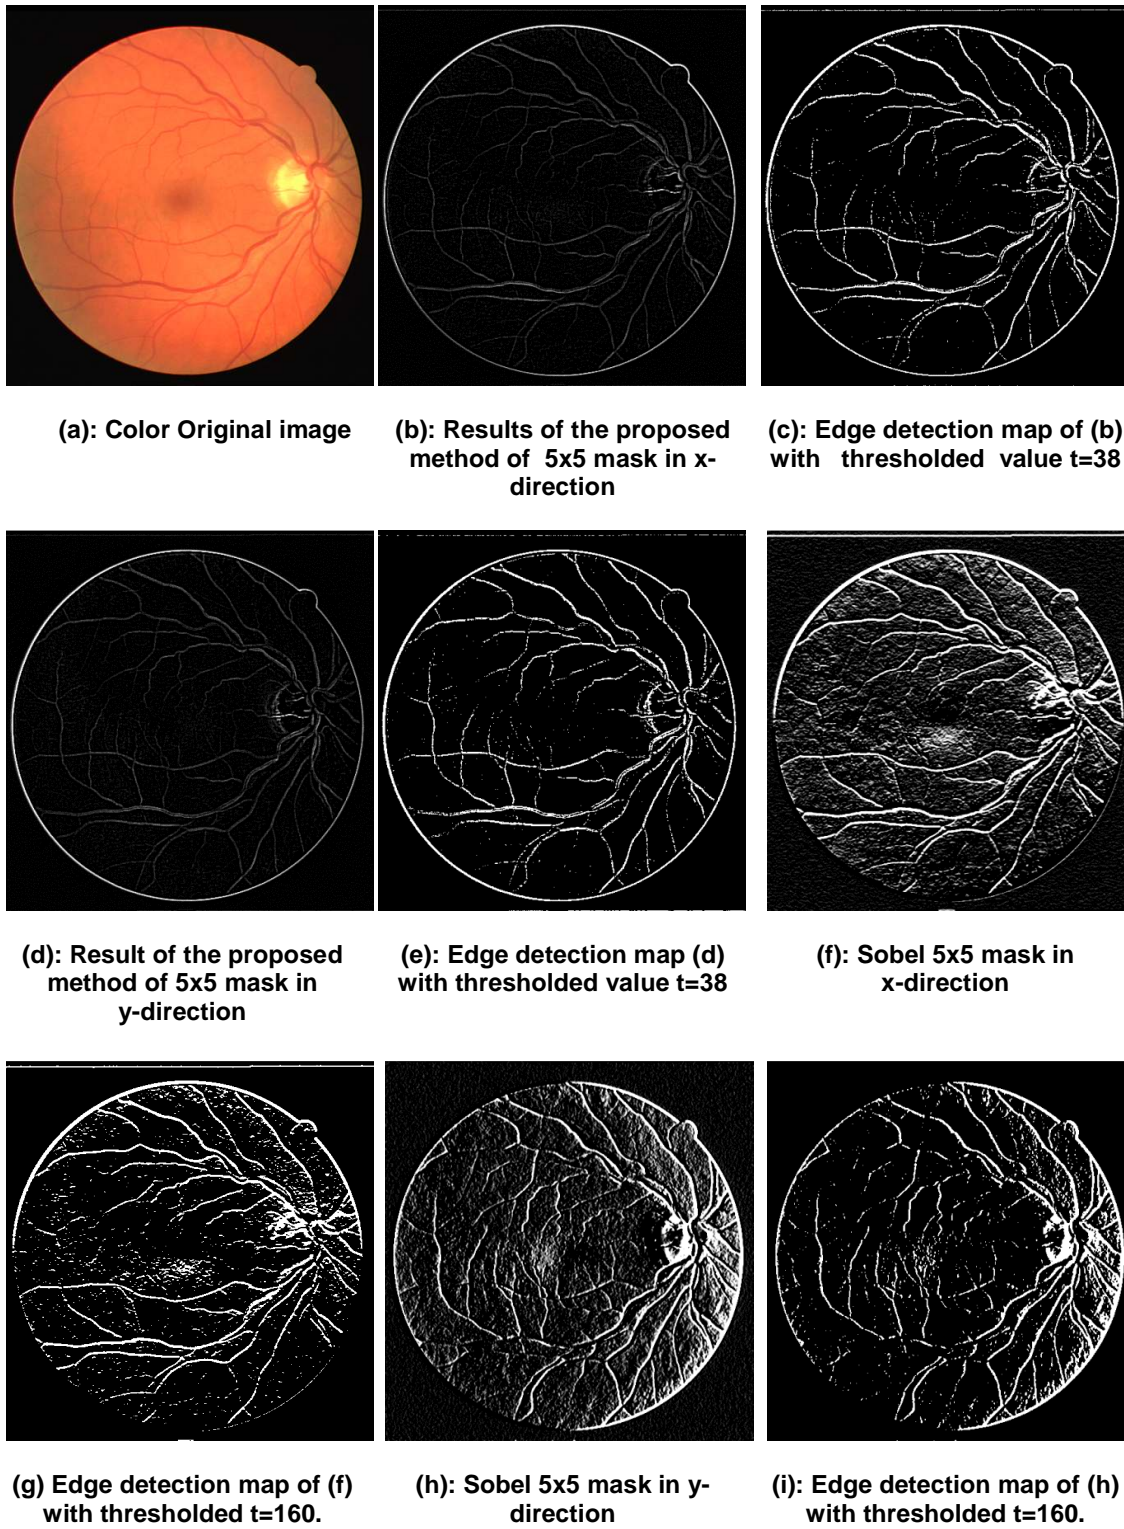 (a): Color Original image
(b): Results of the proposed
method of 5x5 mask in x-
direction
(c): Edge detection map of (b)
with thresholded value t=38
(d): Result of the proposed
method of 5x5 mask in
y-direction
(e): Edge detection map (d)
with thresholded value t=38
(f): Sobel 5x5 mask in
x-direction
(g) Edge detection map of (f)
with thresholded t=160.
(h): Sobel 5x5 mask in y-
direction
(i): Edge detection map of (h)
with thresholded t=160.